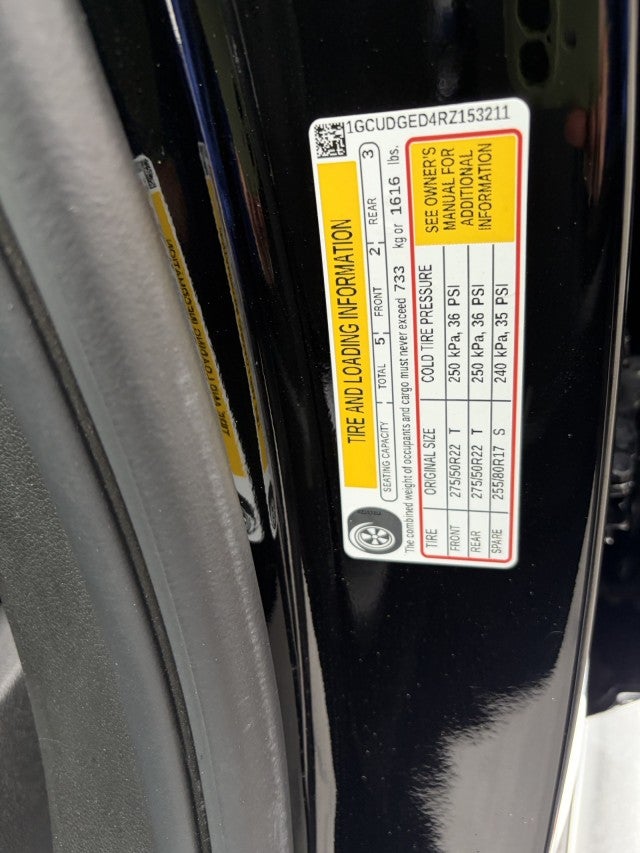 1GCUDGED4RZ153211
TIRE AND LOADING INFORMATION
SEATING CAPACITY TOTAL 5 FRONT 2 REAR 3
The combined weight of occupants and cargo must never exceed 733 kg or 1616 lbs.
TIRE ORIGINAL SIZE COLD TIRE PRESSURE
FRONT 275/50R22 T 250 kPa, 36 PSI
REAR 275/50R22 T 250 kPa, 36 PSI
SPARE 255/80R17 S 240 kPa, 35 PSI
SEE OWNER'S
MANUAL FOR
ADDITIONAL
INFORMATION